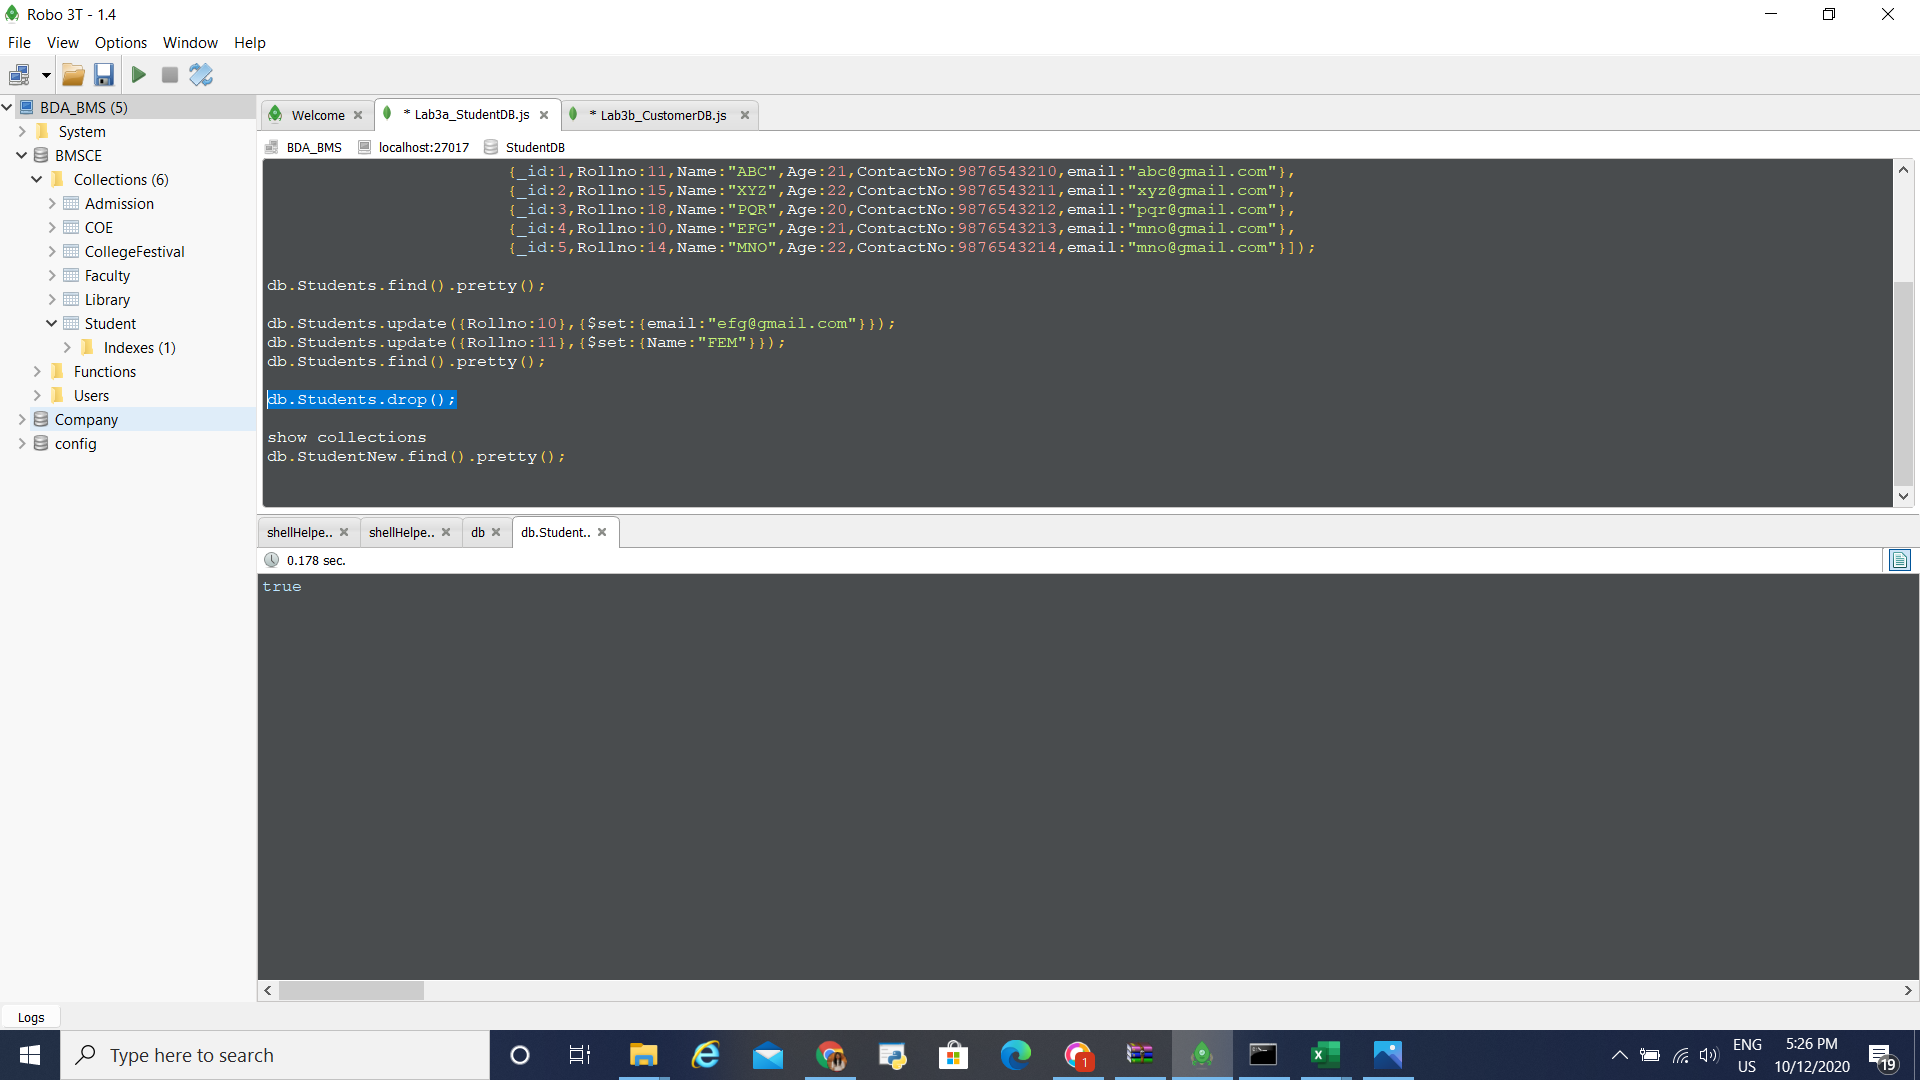 Robo 3T - 1.4
File View Options Window Help
BDA_BMS (5)
System
BMSCE
Collections (6)
Admission
COE
CollegeFestival
Faculty
Library
Student
Indexes (1)
Functions
Users
Company
config
Welcome
* Lab3a_StudentDB.js
* Lab3b_CustomerDB.js
BDA_BMS localhost:27017 StudentDB
{_id:1,Rollno:11,Name:"ABC",Age:21,ContactNo:9876543210,email:"abc@gmail.com"},
{_id:2,Rollno:15,Name:"XYZ",Age:22,ContactNo:9876543211,email:"xyz@gmail.com"},
{_id:3,Rollno:18,Name:"PQR",Age:20,ContactNo:9876543212,email:"pqr@gmail.com"},
{_id:4,Rollno:10,Name:"EFG",Age:21,ContactNo:9876543213,email:"mno@gmail.com"},
{_id:5,Rollno:14,Name:"MNO",Age:22,ContactNo:9876543214,email:"mno@gmail.com"}]);
db.Students.find().pretty();
db.Students.update({Rollno:10},{$set:{email:"efg@gmail.com"}});
db.Students.update({Rollno:11},{$set:{Name:"FEM"}});
db.Students.find().pretty();
db.Students.drop();
show collections
db.StudentNew.find().pretty();
shellHelpe.. shellHelpe.. db db.Student..
0.178 sec.
true
Logs
Type here to search
1
ENG
US
5:26 PM
10/12/2020
19